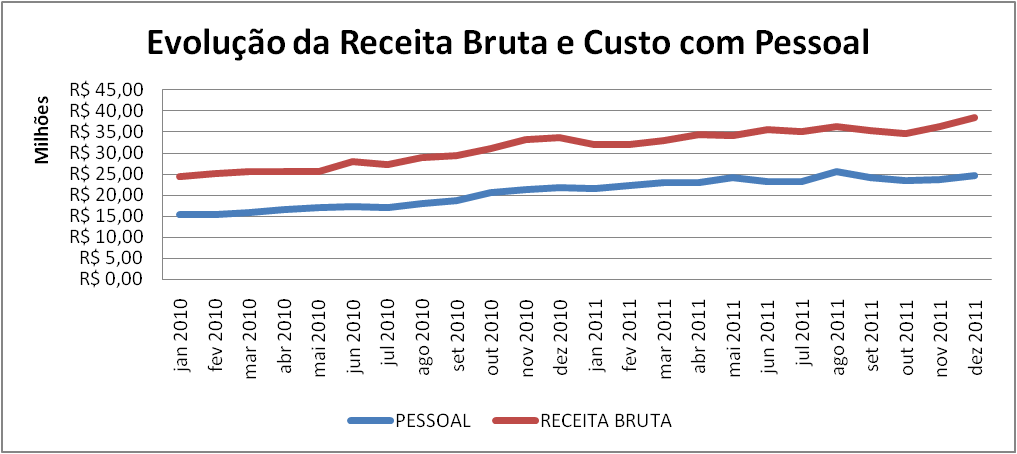 Evolução da Receita Bruta e Custo com Pessoal
Milhões
R$ 45,00
R$ 40,00
R$ 35,00
R$ 30,00
R$ 25,00
R$ 20,00
R$ 15,00
R$ 10,00
R$ 5,00
R$ 0,00
jan 2010
fev 2010
mar 2010
abr 2010
mai 2010
jun 2010
jul 2010
ago 2010
set 2010
out 2010
nov 2010
dez 2010
jan 2011
fev 2011
mar 2011
abr 2011
mai 2011
jun 2011
jul 2011
ago 2011
set 2011
out 2011
nov 2011
dez 2011
PESSOAL
RECEITA BRUTA